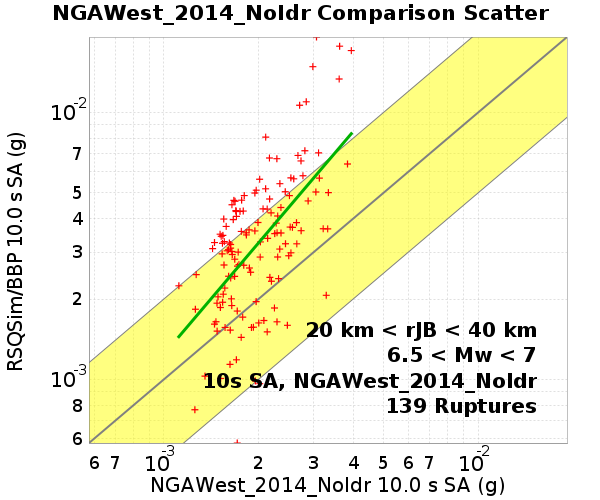 NGAWest_2014_NoIdr Comparison Scatter
RSQSim/BBP 10.0 s SA (g)
10-2
7
5
4
3
2
10-3
8
6
20 km < rJB < 40 km
6.5 < Mw < 7
10s SA, NGAWest_2014_NoIdr
139 Ruptures
6 7 10-3 2 3 4 5 6 7 10-2
NGAWest_2014_NoIdr 10.0 s SA (g)